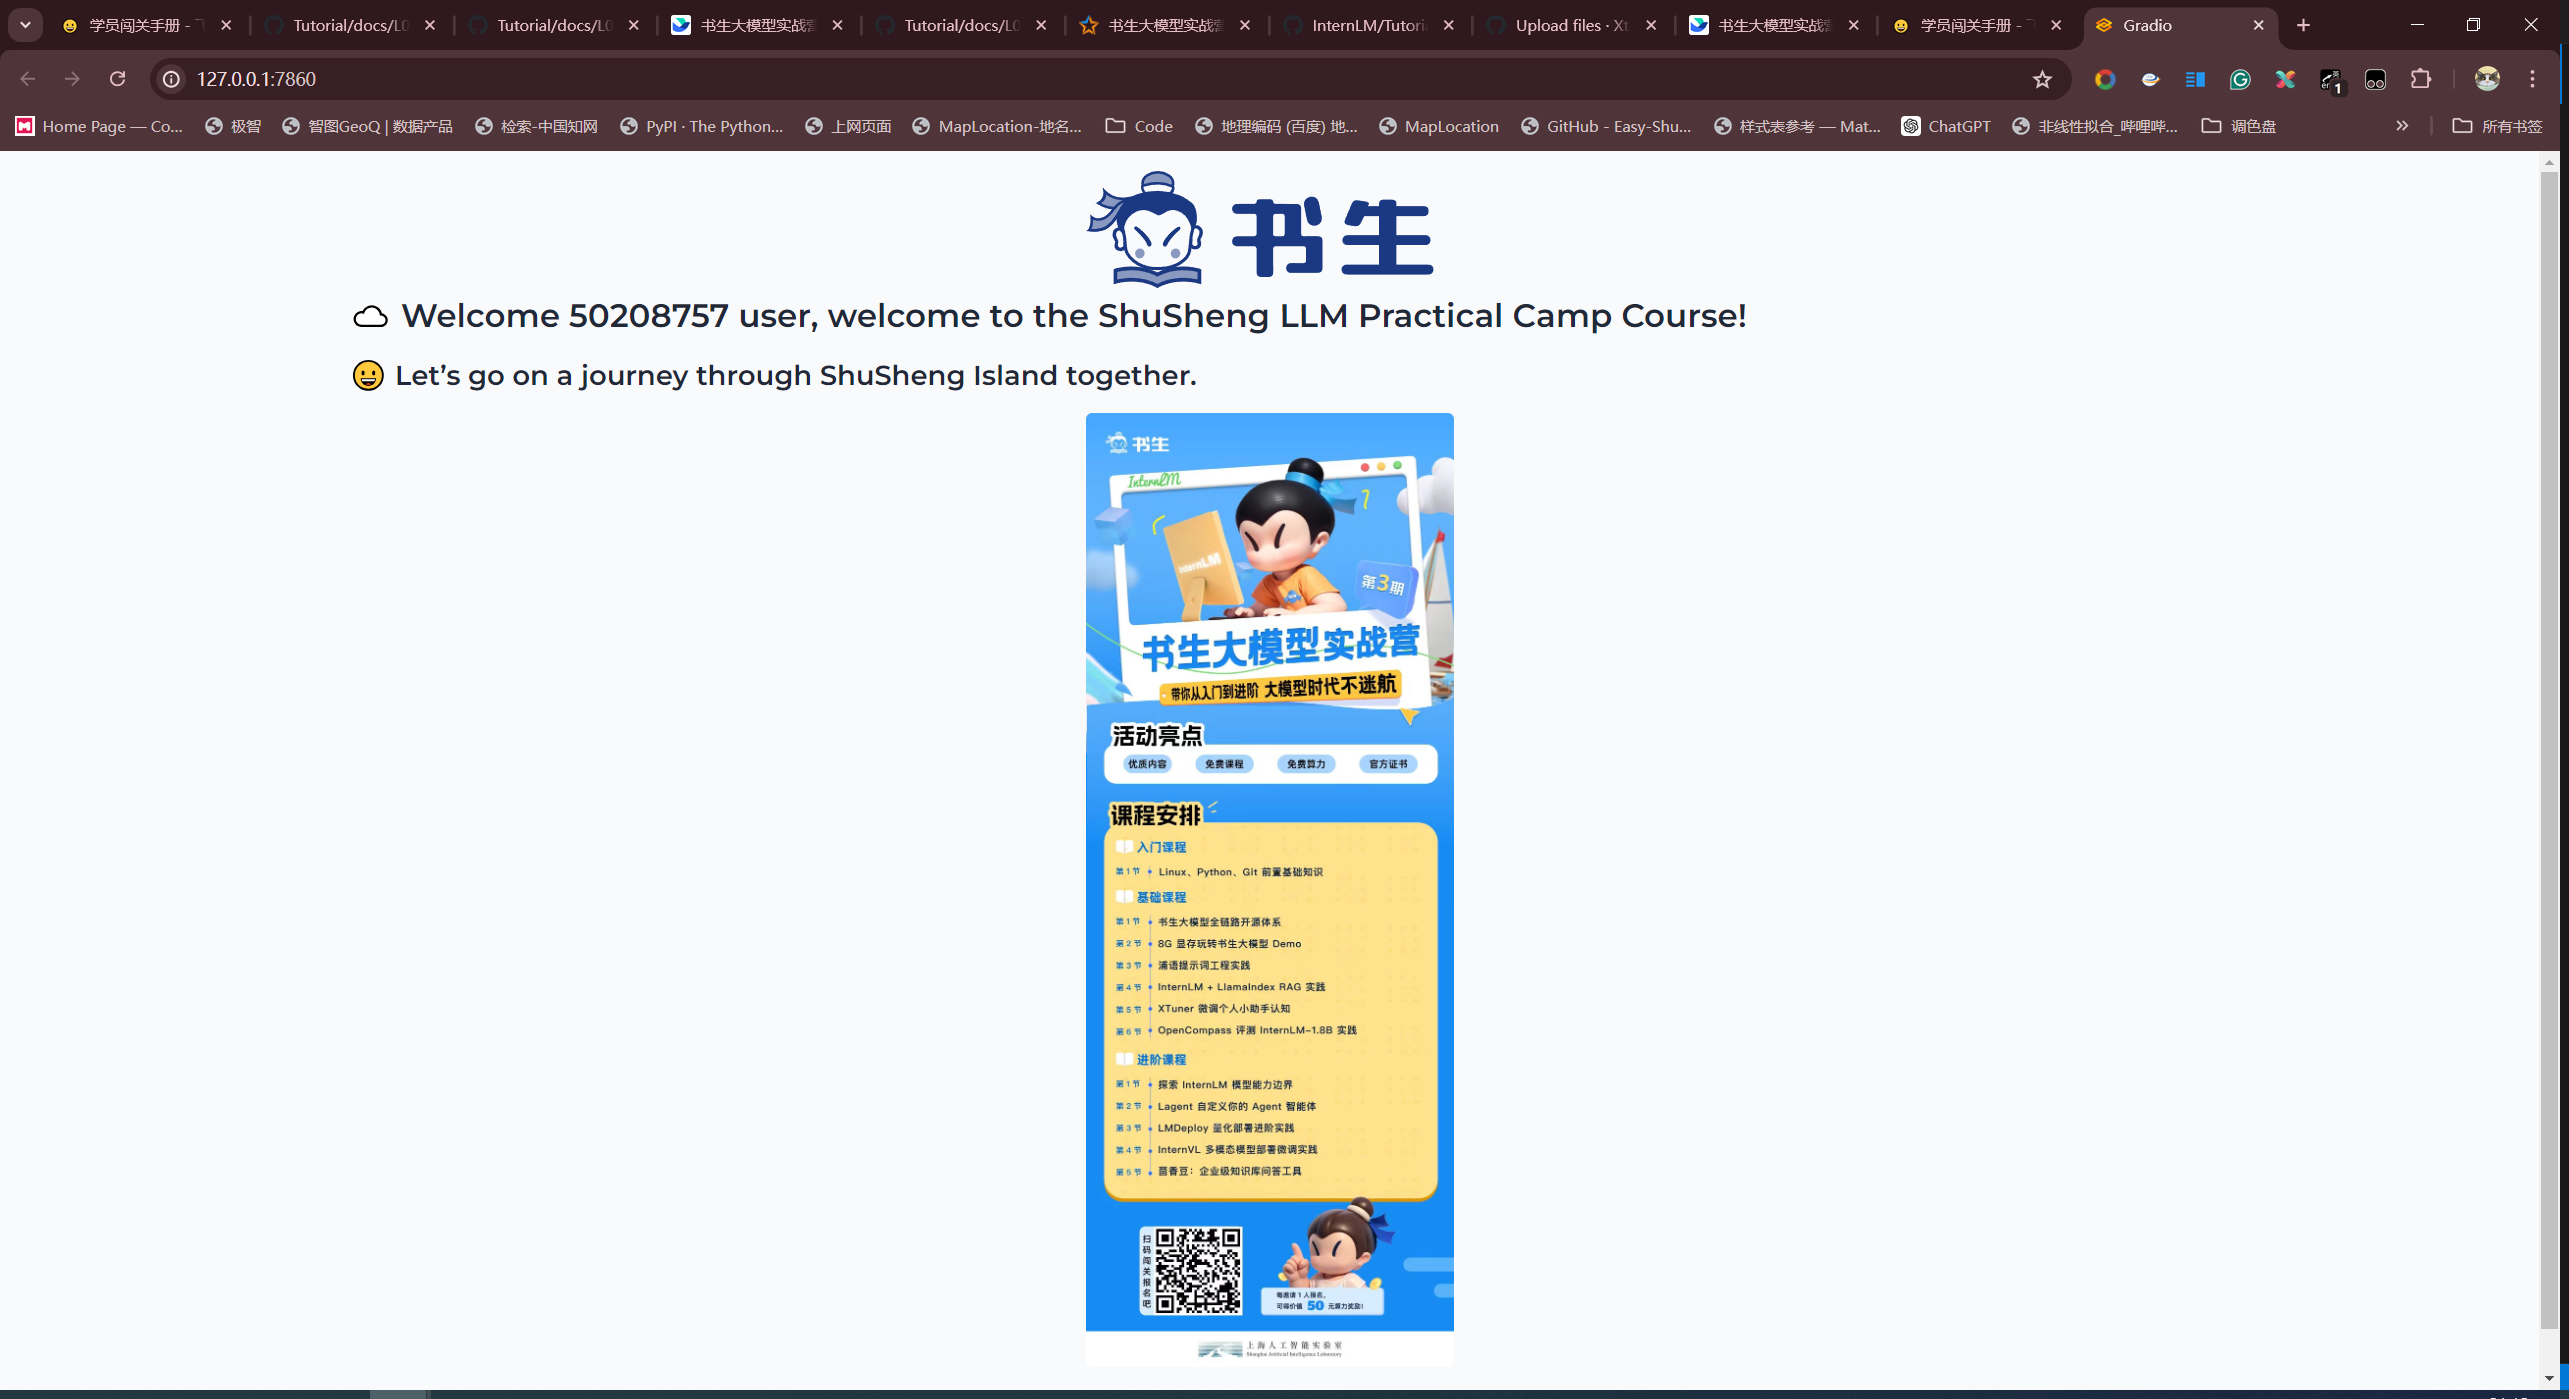 学员闯关手册 -
Tutorial/docs/L0
Tutorial/docs/L0
书生大模型实战营
Tutorial/docs/L0
书生大模型实战营
InternLM/Tutori
Upload files · Xt
书生大模型实战营
学员闯关手册 -
Gradio
127.0.0.1:7860
1
Home Page — Co...
极智
智图GeoQ | 数据产品
检索-中国知网
PyPI · The Python...
上网页面
MapLocation-地名...
Code
地理编码 (百度) 地...
MapLocation
GitHub - Easy-Shu...
样式表参考 — Mat...
ChatGPT
非线性拟合_哔哩哔...
调色盘
所有书签
书生
Welcome 50208757 user, welcome to the ShuSheng LLM Practical Camp Course!
Let’s go on a journey through ShuSheng Island together.
书生
InternLM
InternLM
第3期
书生大模型实战营
带你从入门到进阶 大模型时代不迷航
活动亮点
优质内容 免费课程 免费算力 官方证书
课程安排
入门课程
第1节 Linux、Python、Git 前置基础知识
基础课程
第1节 书生大模型全链路开源体系
第2节 8G 显存玩转书生大模型 Demo
第3节 浦语提示词工程实践
第4节 InternLM + LlamaIndex RAG 实践
第5节 XTuner 微调个人小助手认知
第6节 OpenCompass 评测 InternLM-1.8B 实践
进阶课程
第1节 探索 InternLM 模型能力边界
第2节 Lagent 自定义你的 Agent 智能体
第3节 LMDeploy 量化部署进阶实践
第4节 InternVL 多模态模型部署微调实践
第5节 茴香豆：企业级知识库问答工具
扫码闯关报名吧
每邀请 1 人报名，
可得价值 50 元算力奖励！
上海人工智能实验室
Shanghai Artificial Intelligence Laboratory